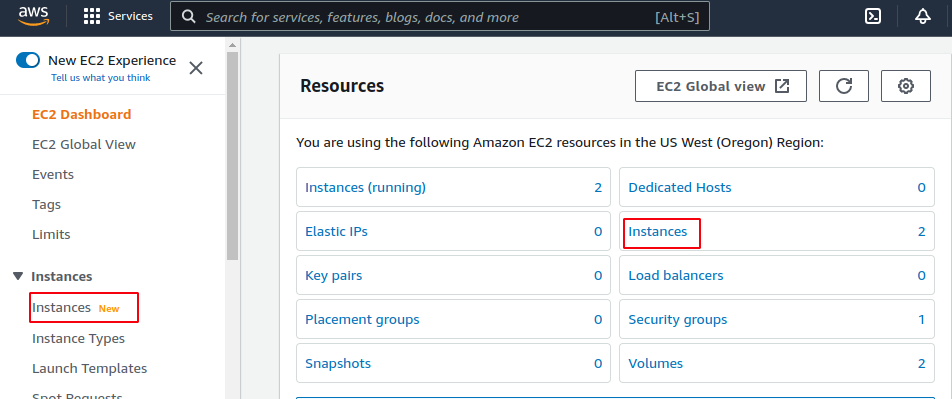 aws
Services
Search for services, features, blogs, docs, and more
[Alt+S]
New EC2 Experience
Tell us what you think
EC2 Dashboard
EC2 Global View
Events
Tags
Limits
Instances
Instances New
Instance Types
Launch Templates
Spot Requests
Resources
EC2 Global view
You are using the following Amazon EC2 resources in the US West (Oregon) Region:
Instances (running) 2
Dedicated Hosts 0
Elastic IPs 0
Instances 2
Key pairs 0
Load balancers 0
Placement groups 0
Security groups 1
Snapshots 0
Volumes 2